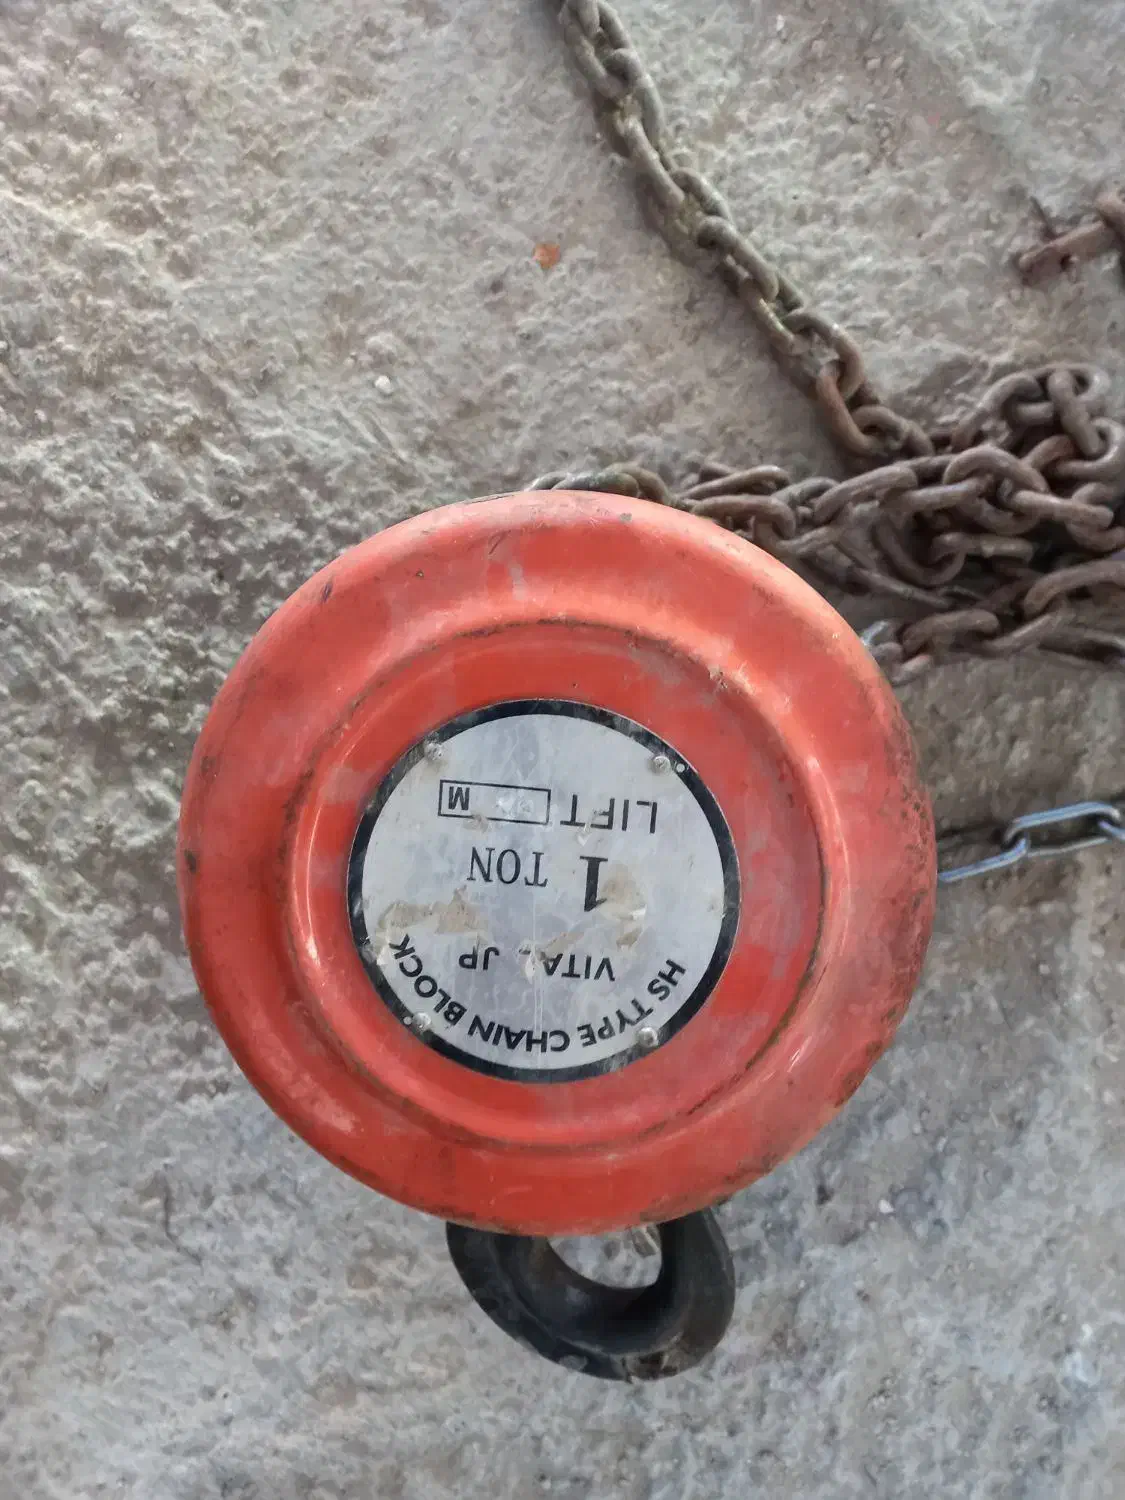 HS TYPE CHAIN BLOCK
VITAL JP
1 TON
LIFT M